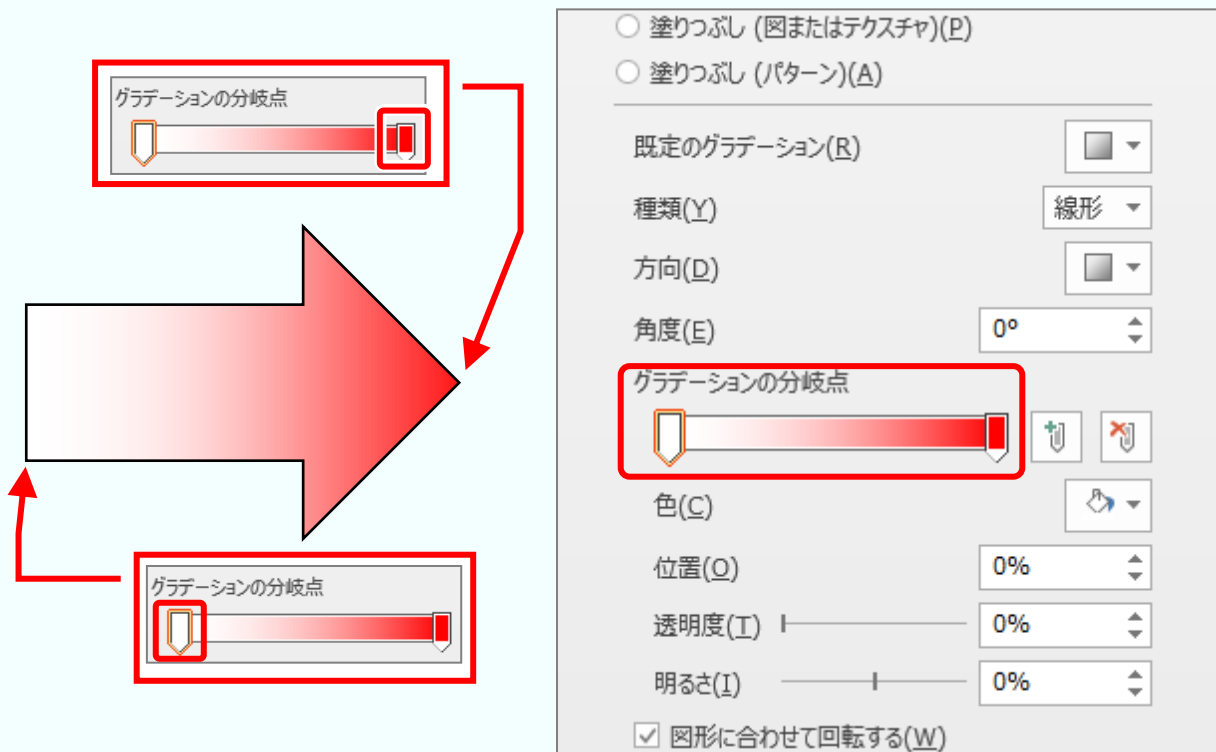 グラデーションの分岐点
グラデーションの分岐点
塗りつぶし (図またはテクスチャ)(P)
塗りつぶし (パターン)(A)
既定のグラデーション(R)
種類(Y) 線形
方向(D)
角度(E) 0°
グラデーションの分岐点
色(C)
位置(O) 0%
透明度(T) 0%
明るさ(I) 0%
図形に合わせて回転する(W)